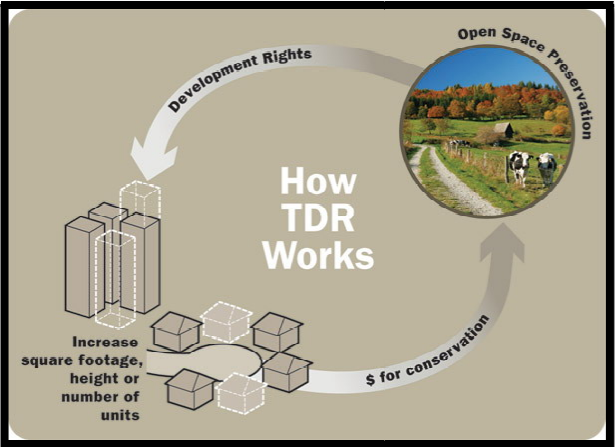 Open Space Preservation
Development Rights
How
TDR
Works
Increase
square footage,
height or
number of
units
$ for conservation